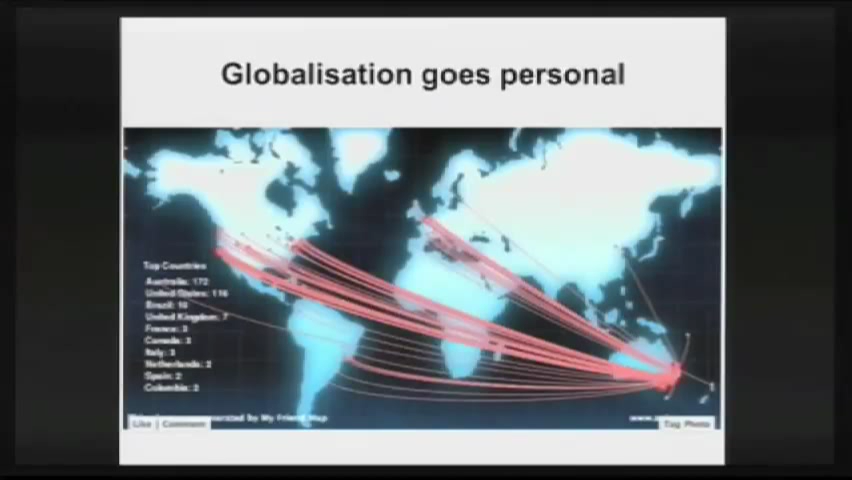 Globalisation goes personal
Top Countries
Australia: 172
United States: 116
Brazil: 16
United Kingdom: 7
France: 3
Canada: 3
Italy: 3
Netherlands: 2
Spain: 2
Colombia: 2
by My Friend Map
Like Comment
Tag Photo